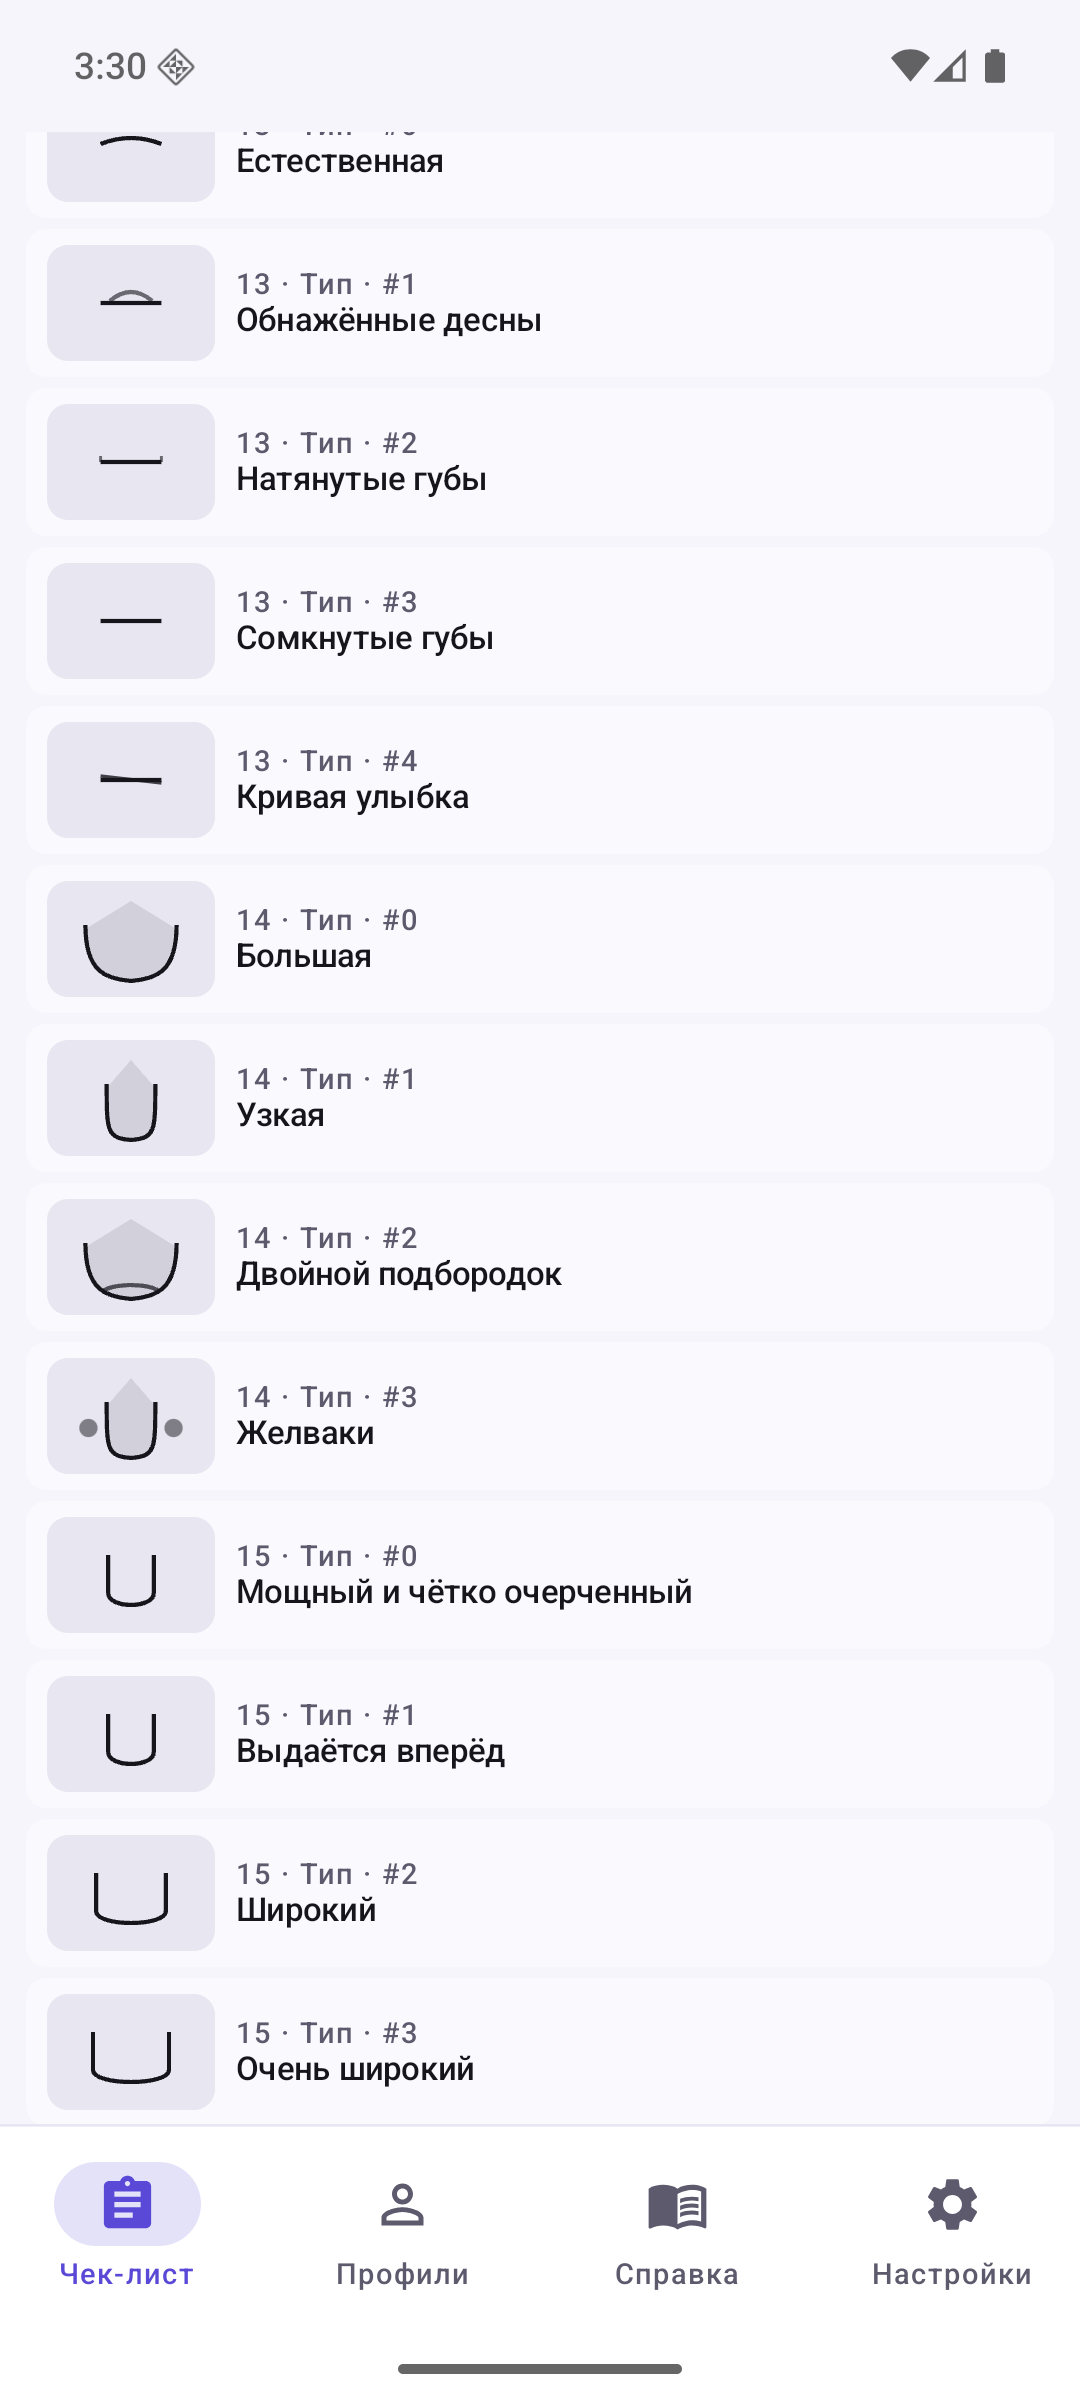 3:30
Естественная
13 · Тип · #1
Обнажённые десны
13 · Тип · #2
Натянутые губы
13 · Тип · #3
Сомкнутые губы
13 · Тип · #4
Кривая улыбка
14 · Тип · #0
Большая
14 · Тип · #1
Узкая
14 · Тип · #2
Двойной подбородок
14 · Тип · #3
Желваки
15 · Тип · #0
Мощный и чётко очерченный
15 · Тип · #1
Выдаётся вперёд
15 · Тип · #2
Широкий
15 · Тип · #3
Очень широкий
Чек-лист
Профили
Справка
Настройки